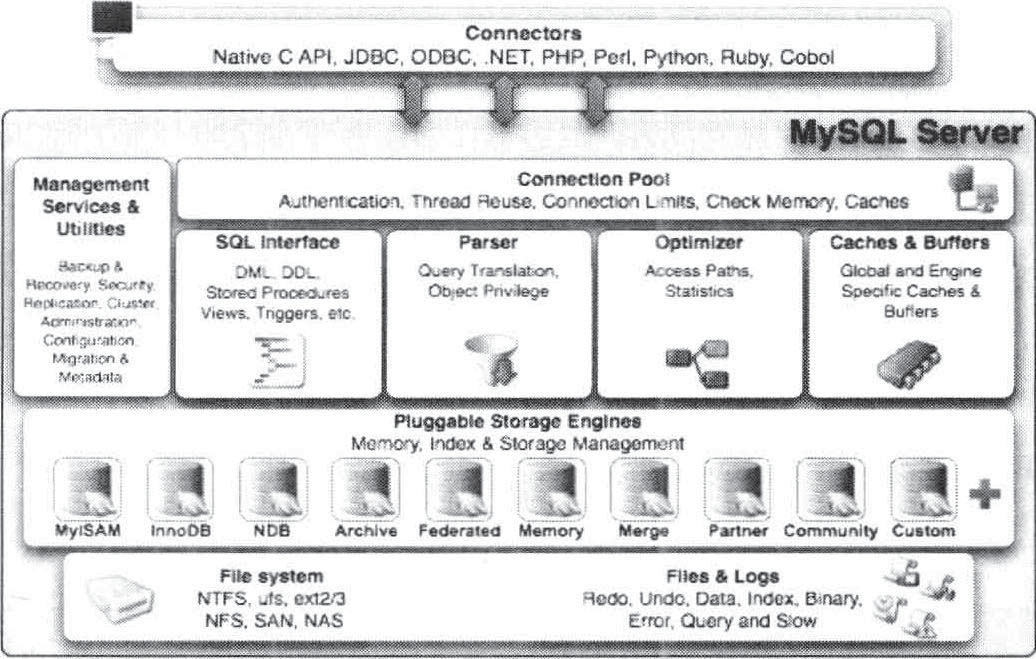 Connectors
Native C API, JDBC, ODBC, .NET, PHP, Perl, Python, Ruby, Cobol
MySQL Server
Management
Services &
Utilities
Backup &
Recovery, Security,
Replication, Cluster,
Administration,
Configuration,
Migration &
Metadata
Connection Pool
Authentication, Thread Reuse, Connection Limits, Check Memory, Caches
SQL Interface
DML, DDL,
Stored Procedures
Views, Triggers, etc.
Parser
Query Translation,
Object Privilege
Optimizer
Access Paths,
Statistics
Caches & Buffers
Global and Engine
Specific Caches &
Buffers
Pluggable Storage Engines
Memory, Index & Storage Management
MyISAM
InnoDB
NDB
Archive
Federated
Memory
Merge
Partner
Community
Custom
File system
NTFS, ufs, ext2/3
NFS, SAN, NAS
Files & Logs
Redo, Undo, Data, Index, Binary,
Error, Query and Slow